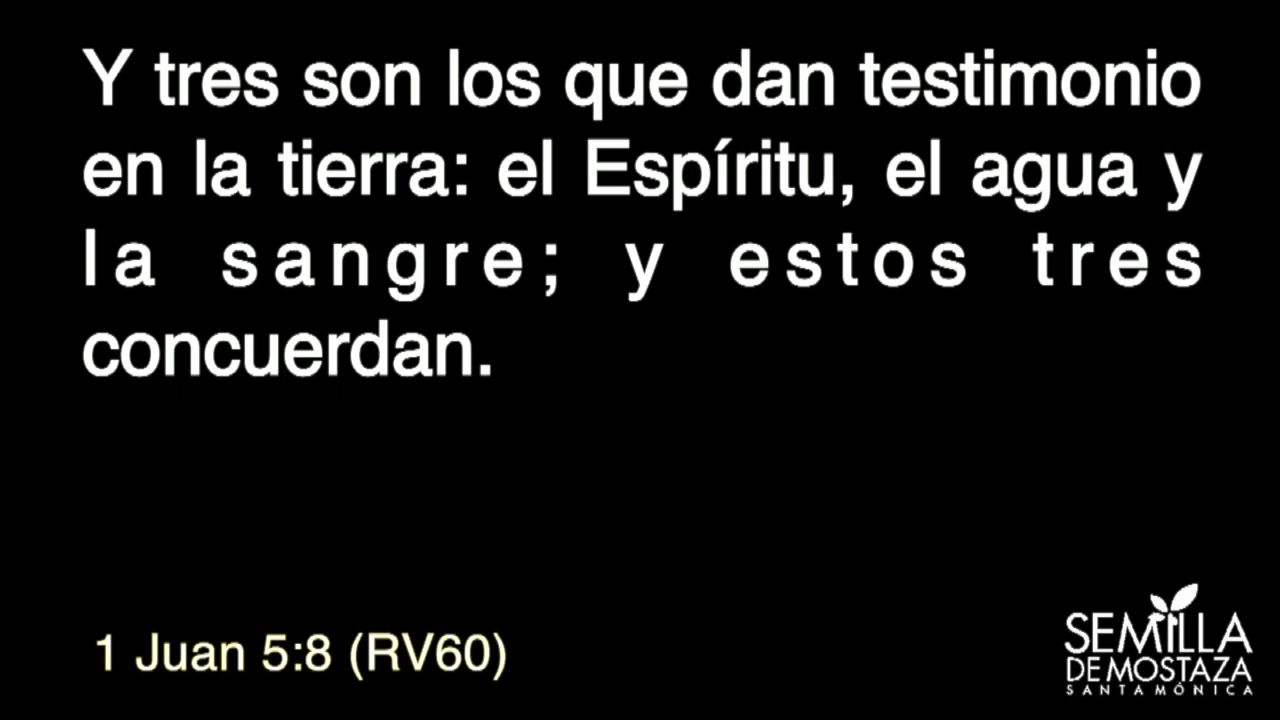 Y tres son los que dan testimonio
en la tierra: el Espíritu, el agua y
la sangre; y estos tres
concuerdan.
1 Juan 5:8 (RV60)
SEMILLA
DE MOSTAZA
SANTA MÓNICA